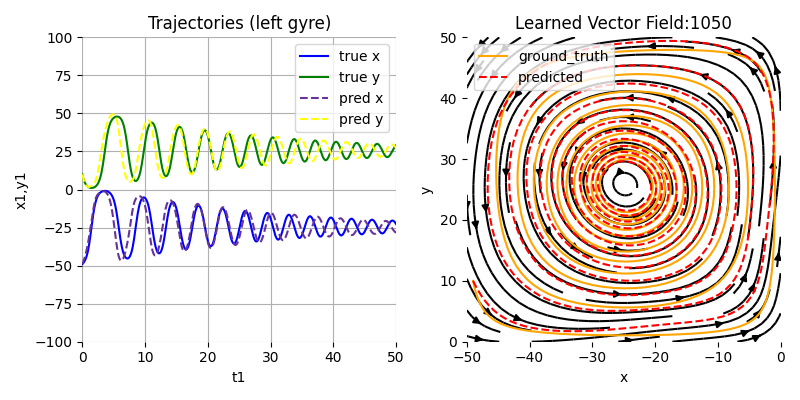 Trajectories (left gyre)
100
75
50
25
0
−25
−50
−75
−100
0
10
20
30
40
50
x1,y1
t1
true x
true y
pred x
pred y
Learned Vector Field:1050
50
40
30
20
10
0
−50
−40
−30
−20
−10
0
y
x
ground_truth
predicted